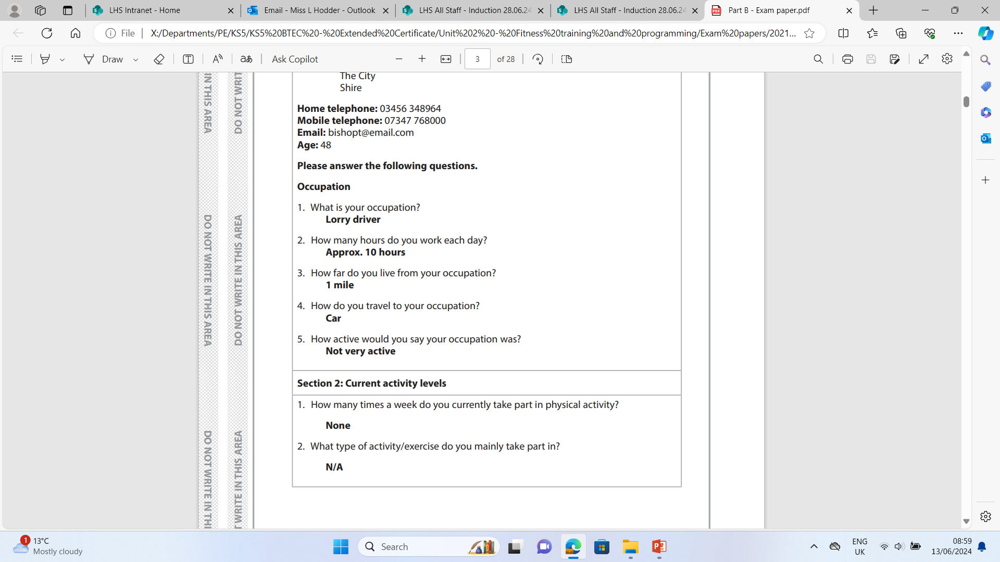 LHS Intranet - Home
Email - Miss L Hodder - Outlook
LHS All Staff - Induction 28.06.24
LHS All Staff - Induction 28.06.24
Part B - Exam paper.pdf
File
X:/Departments/PE/KS5/KS5%20BTEC%20-%20Extended%20Certificate/Unit%202%20-%20Fitness%20training%20and%20programming/Exam%20papers/2021...
Draw
Ask Copilot
3
of 28
The City
Shire
Home telephone: 03456 348964
Mobile telephone: 07347 768000
Email: bishopt@email.com
Age: 48
Please answer the following questions.
Occupation
1. What is your occupation?
Lorry driver
2. How many hours do you work each day?
Approx. 10 hours
3. How far do you live from your occupation?
1 mile
4. How do you travel to your occupation?
Car
5. How active would you say your occupation was?
Not very active
Section 2: Current activity levels
1. How many times a week do you currently take part in physical activity?
None
2. What type of activity/exercise do you mainly take part in?
N/A
IN THIS AREA
DO NOT WRIT
DO NOT WRITE IN THIS AREA
DO NOT WRITE IN THIS AREA
DO NOT WRITE IN THI
T WRITE IN THIS AREA
1
13°C
Mostly cloudy
Search
ENG
UK
08:59
13/06/2024